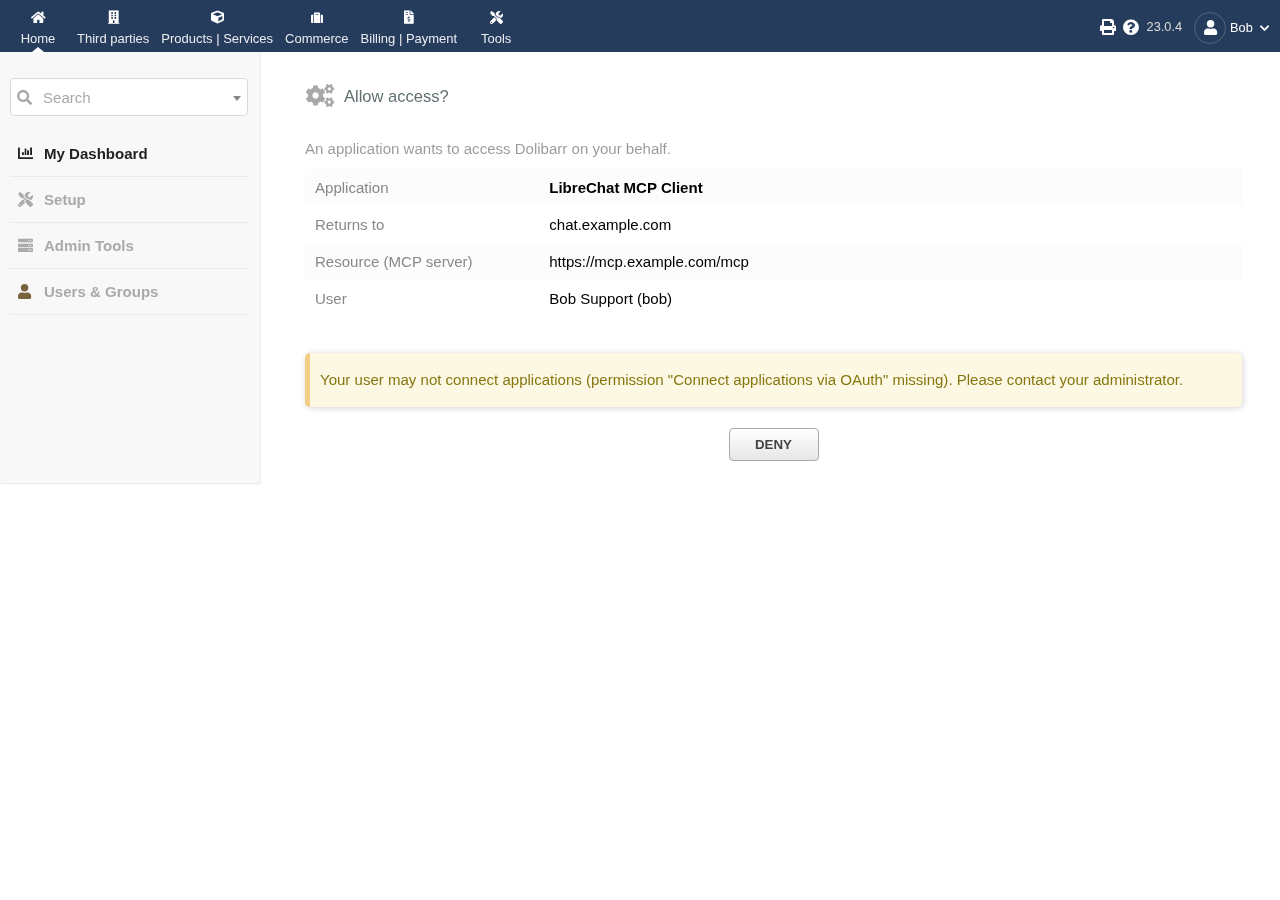 Home
Third parties
Products | Services
Commerce
Billing | Payment
Tools
23.0.4
Bob
Search
My Dashboard
Setup
Admin Tools
Users & Groups
Allow access?
An application wants to access Dolibarr on your behalf.
Application LibreChat MCP Client
Returns to chat.example.com
Resource (MCP server) https://mcp.example.com/mcp
User Bob Support (bob)
Your user may not connect applications (permission "Connect applications via OAuth" missing). Please contact your administrator.
DENY